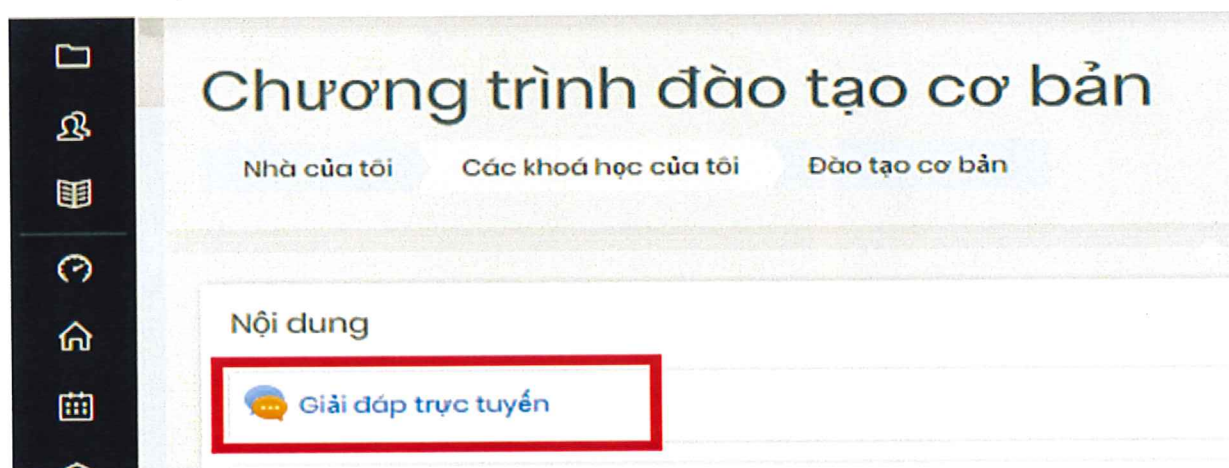 Chương trình đào tạo cơ bản
Nhà của tôi Các khoá học của tôi Đào tạo cơ bản
Nội dung
Giải đáp trực tuyến